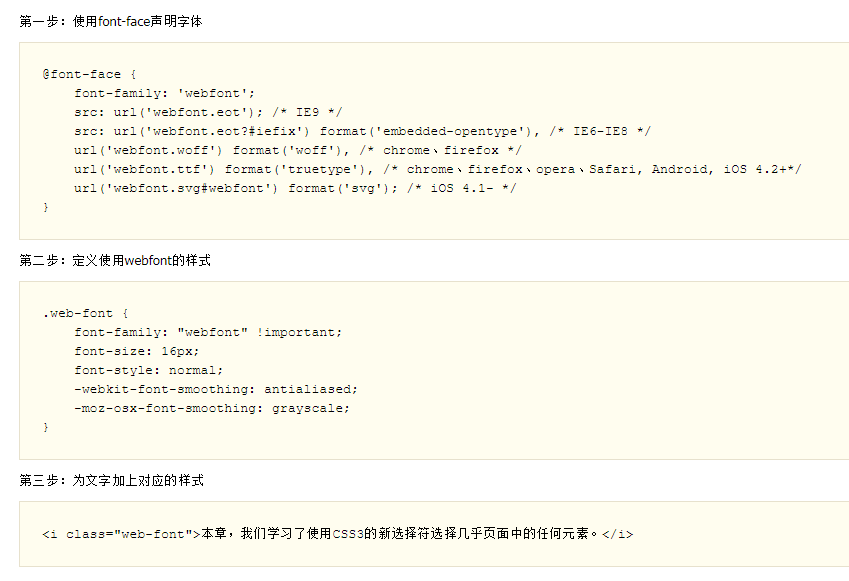 第一步：使用font-face声明字体
@font-face {
    font-family: 'webfont';
    src: url('webfont.eot'); /* IE9 */
    src: url('webfont.eot?#iefix') format('embedded-opentype'), /* IE6-IE8 */
    url('webfont.woff') format('woff'), /* chrome、firefox */
    url('webfont.ttf') format('truetype'), /* chrome、firefox、opera、Safari, Android, iOS 4.2+*/
    url('webfont.svg#webfont') format('svg'); /* iOS 4.1- */
}
第二步：定义使用webfont的样式
.web-font {
    font-family: "webfont" !important;
    font-size: 16px;
    font-style: normal;
    -webkit-font-smoothing: antialiased;
    -moz-osx-font-smoothing: grayscale;
}
第三步：为文字加上对应的样式
<i class="web-font">本章，我们学习了使用CSS3的新选择符选择几乎页面中的任何元素。</i>